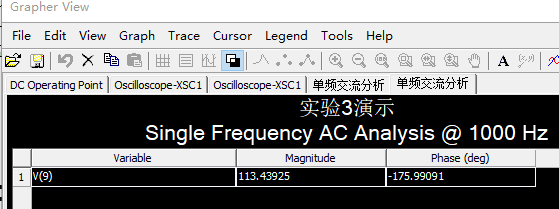 Grapher View
File Edit View Graph Trace Cursor Legend Tools Help
DC Operating Point Oscilloscope-XSC1 Oscilloscope-XSC1 单频交流分析 单频交流分析
实验3演示
Single Frequency AC Analysis @ 1000 Hz
Variable Magnitude Phase (deg)
1 V(9) 113.43925 -175.99091